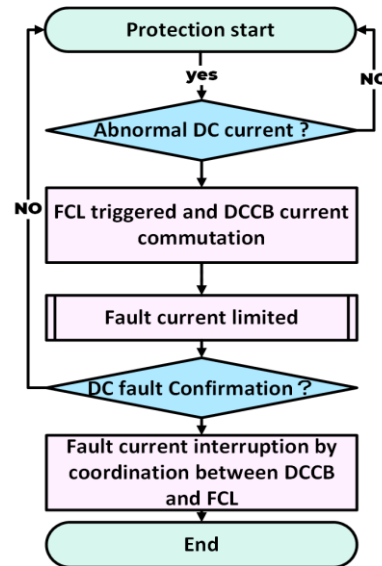 Protection start
yes
NO
Abnormal DC current ?
FCL triggered and DCCB current
commutation
NO
Fault current limited
DC fault Confirmation？
Fault current interruption by
coordination between DCCB
and FCL
End